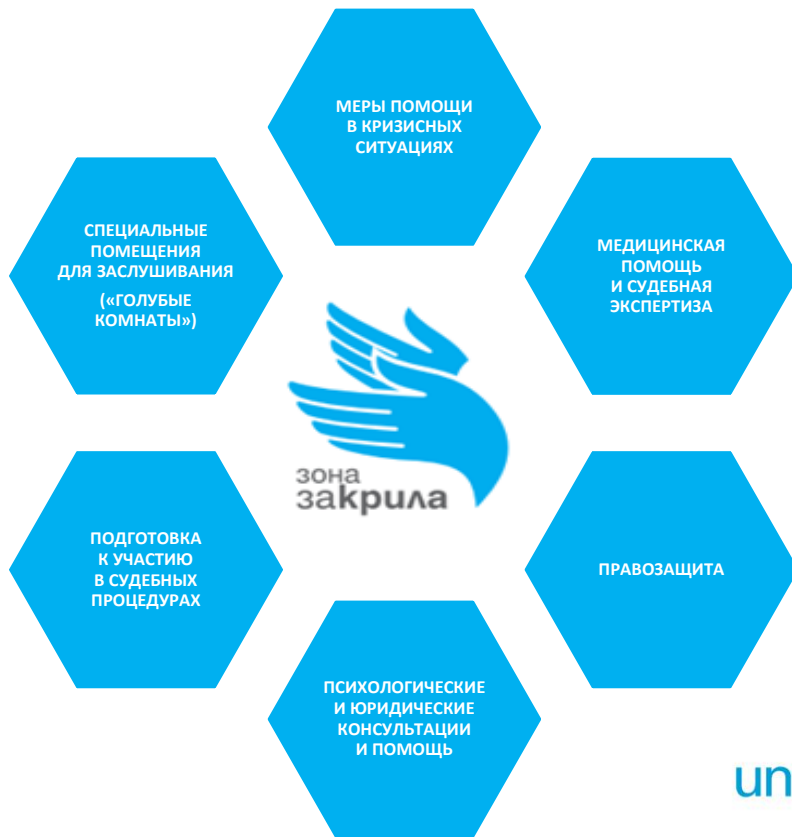 МЕРЫ ПОМОЩИ
В КРИЗИСНЫХ
СИТУАЦИЯХ
СПЕЦИАЛЬНЫЕ
ПОМЕЩЕНИЯ
ДЛЯ ЗАСЛУШИВАНИЯ
(«ГОЛУБЫЕ
КОМНАТЫ»)
МЕДИЦИНСКАЯ
ПОМОЩЬ
И СУДЕБНАЯ
ЭКСПЕРТИЗА
зона
закрила
ПОДГОТОВКА
К УЧАСТИЮ
В СУДЕБНЫХ
ПРОЦЕДУРАХ
ПРАВОЗАЩИТА
ПСИХОЛОГИЧЕСКИЕ
И ЮРИДИЧЕСКИЕ
КОНСУЛЬТАЦИИ
И ПОМОЩЬ
un